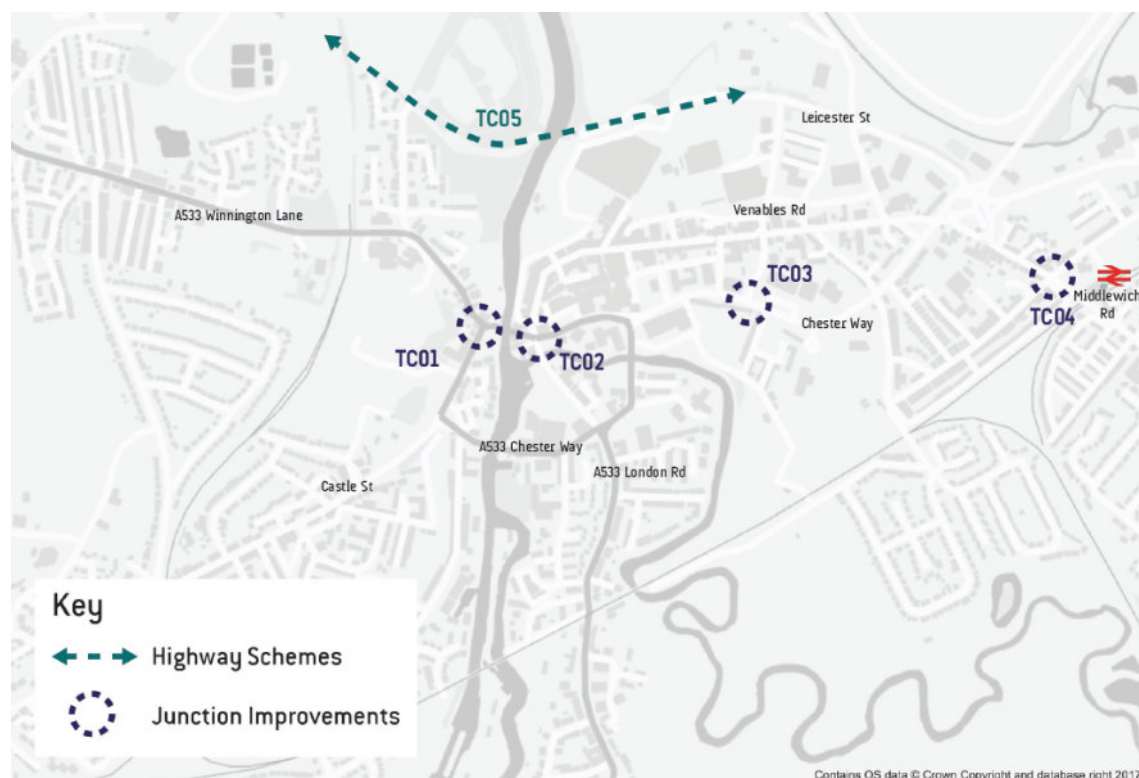 TC05
Leicester St
A533 Winnington Lane
Venables Rd
TC03
Middlewich
Rd
Chester Way
TC04
TC01
TC02
A533 Chester Way
A533 London Rd
Castle St
Key
Highway Schemes
Junction Improvements
Contains OS data © Crown Copyright and database right 2017